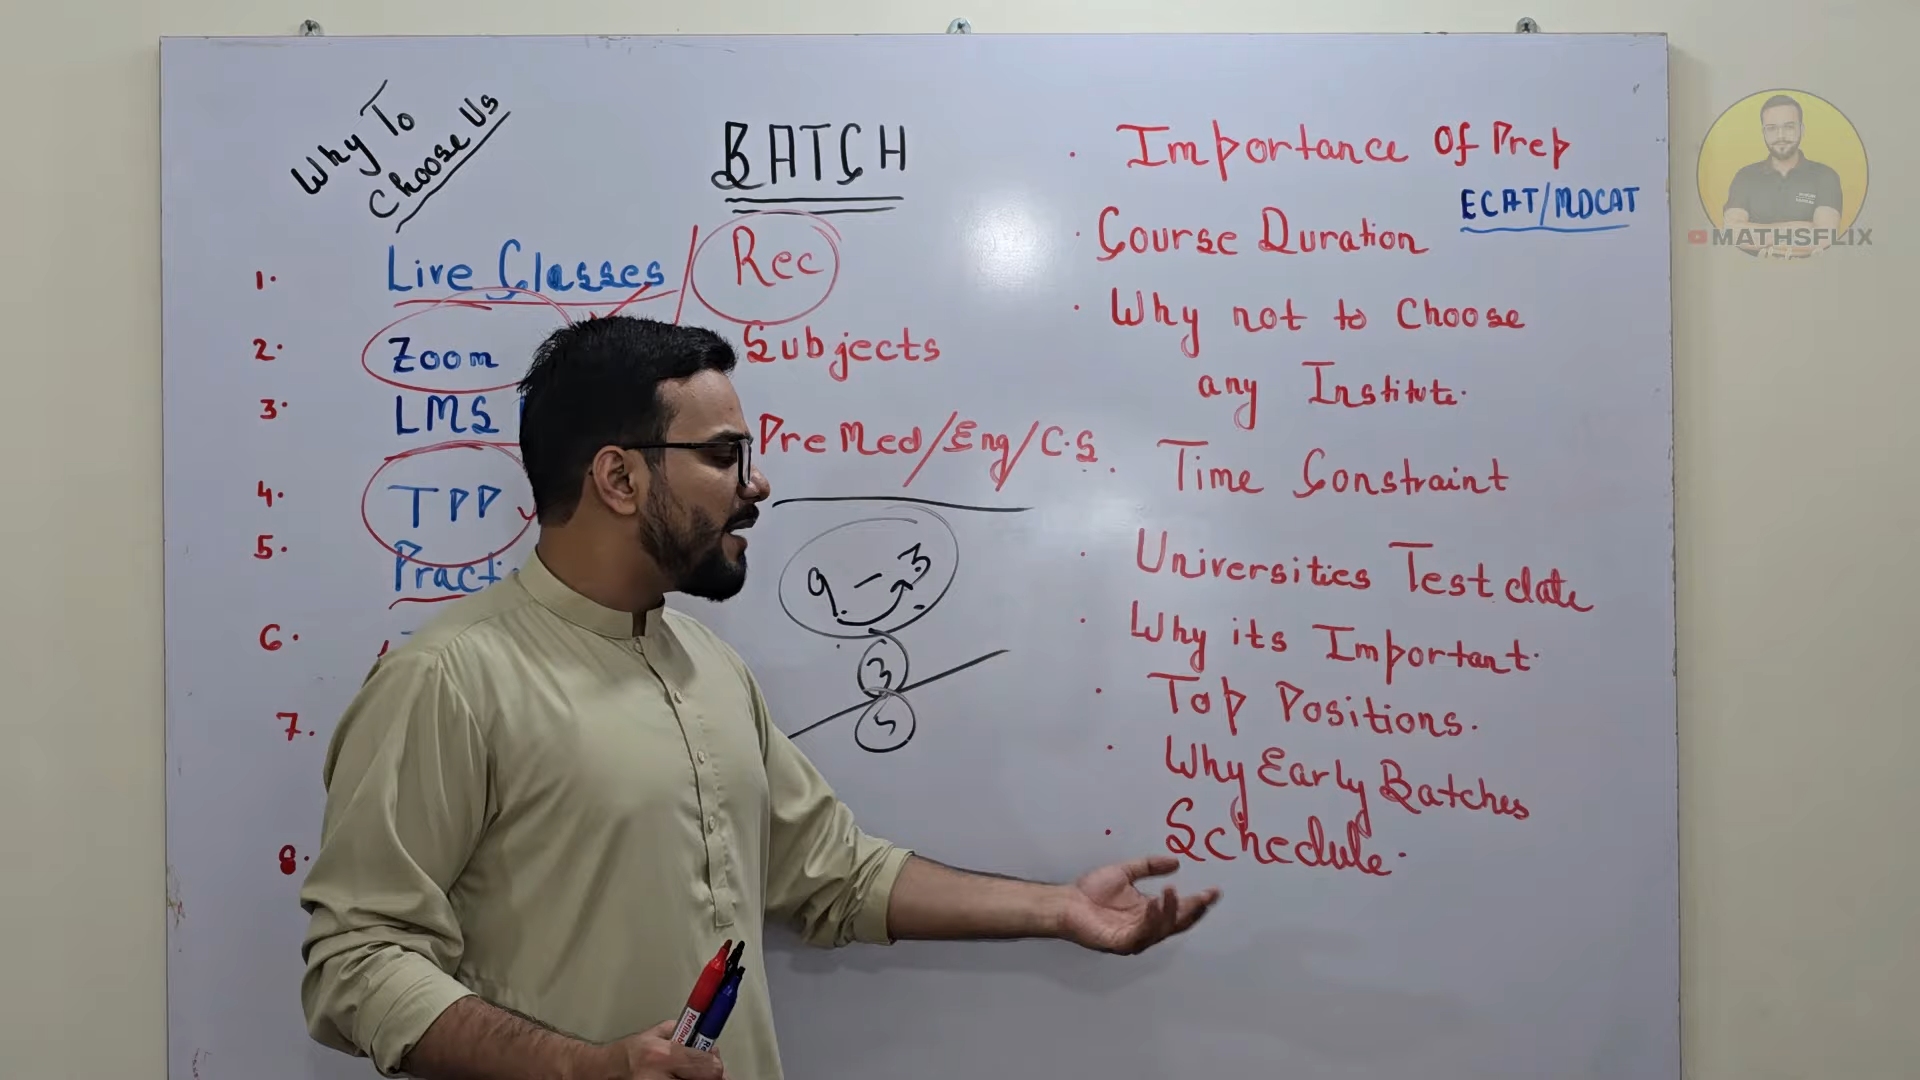 Why To
Choose Us
1. Live Classes / Rec
2. Zoom
3. LMS
4. TPP
5.
6.
7.
8.
BATCH
Subjects
Pre Med/Eng/C.S
9-3
3
5
· Importance Of Prep
ECAT/MDCAT
· Course Duration
· Why not to Choose
any Institute.
· Time Constraint
· Universities Test date
· Why its Important.
· Top Positions.
· Why Early Batches
· Schedule.
MATHSFLIX